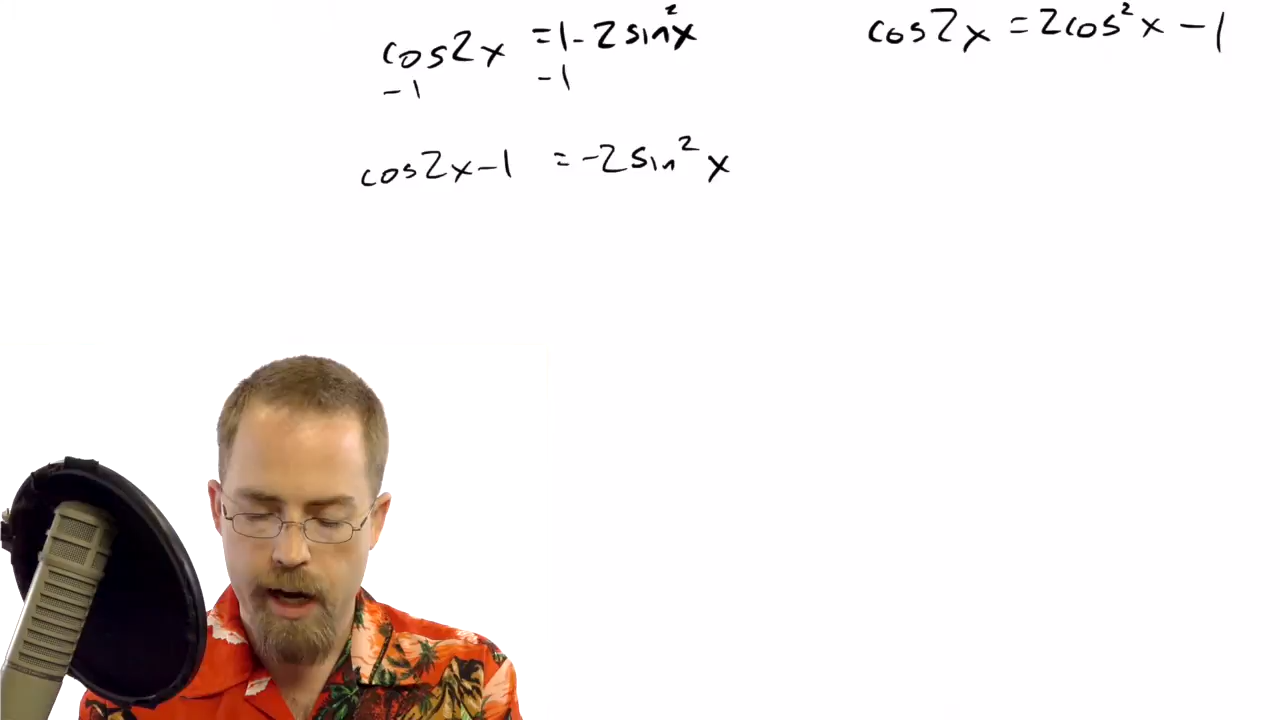 cos2x = 1 - 2sin²x
-1 -1
cos2x - 1 = -2sin²x
cos2x = 2cos²x - 1